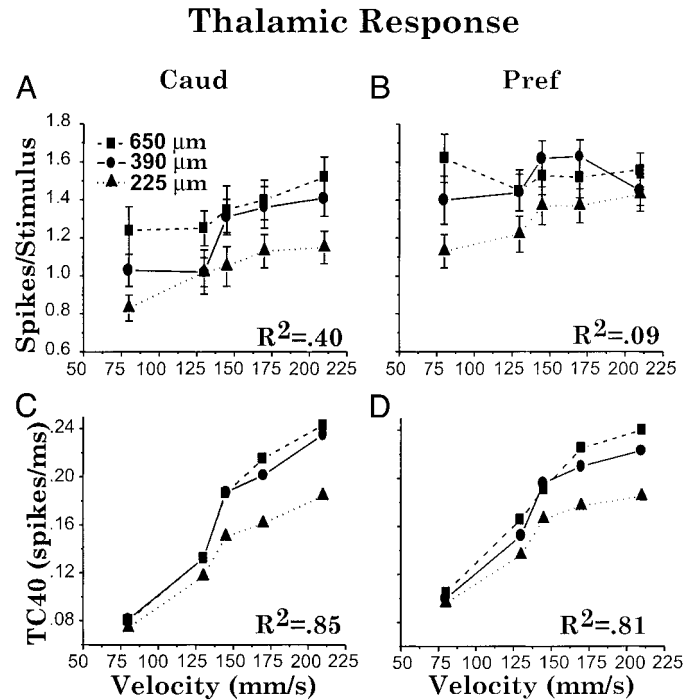 Thalamic Response
A
Caud
B
Pref
1.8
1.6
1.4
1.2
1.0
.8
0.6
Spikes/Stimulus
650 µm
390 µm
225 µm
R²=.40
R²=.09
50 75 100 125 150 175 200 225
50 75 100 125 150 175 200 225
C
D
.24
.20
.16
.12
.08
TC40 (spikes/ms)
R²=.85
R²=.81
50 75 100 125 150 175 200 225
50 75 100 125 150 175 200 225
Velocity (mm/s)
Velocity (mm/s)